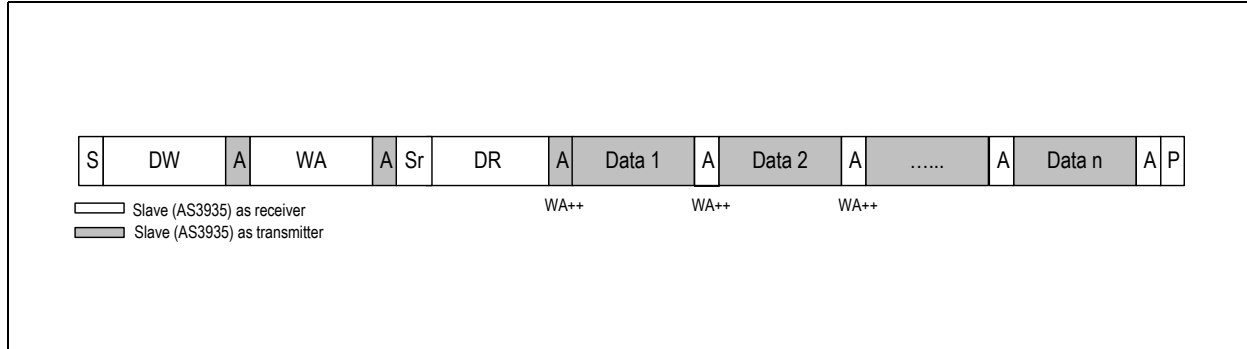 S DW A WA A Sr DR A Data 1 A Data 2 A …... A Data n A P
WA++ WA++ WA++
Slave (AS3935) as receiver
Slave (AS3935) as transmitter